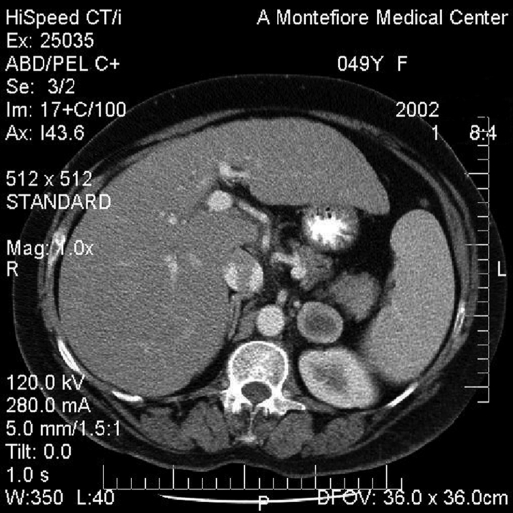 HiSpeed CT/i
A Montefiore Medical Center
Ex: 25035
ABD/PEL C+
049Y F
Se: 3/2
Im: 17+C/100
2002
Ax: I43.6
1 8:4
512 x 512
STANDARD
Mag: 1.0x
R
L
120.0 kV
280.0 mA
5.0 mm/1.5:1
Tilt: 0.0
1.0 s
W:350 L:40
P
DFOV: 36.0 x 36.0cm